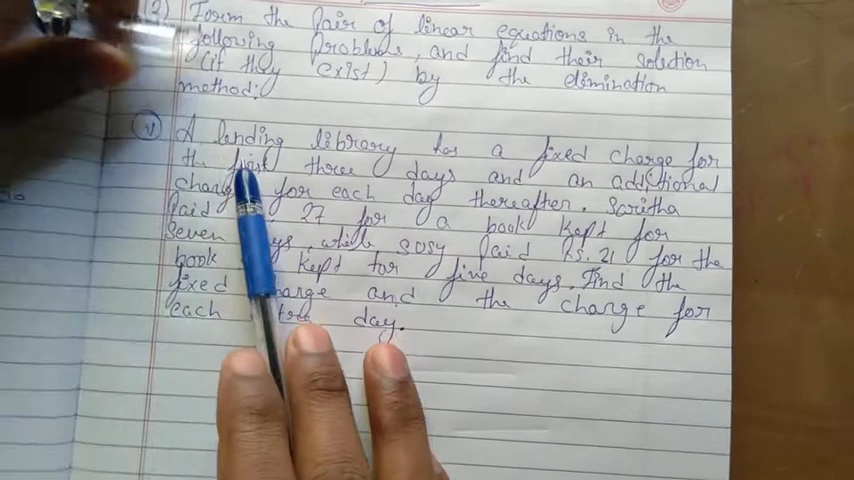 2) Form the Pair of linear equations in the
following Problems, and find their solution
(if they exist) by the elimination
method:
v A lending library has a fixed charge for
the first three days and an additional
charge for each day thereafter. Saritha
Paid 27 for a book kept for
Seven while sosy Paid Rs. 21 for the
book kept for five days. Find the
fixed charge and the charge for
each day.